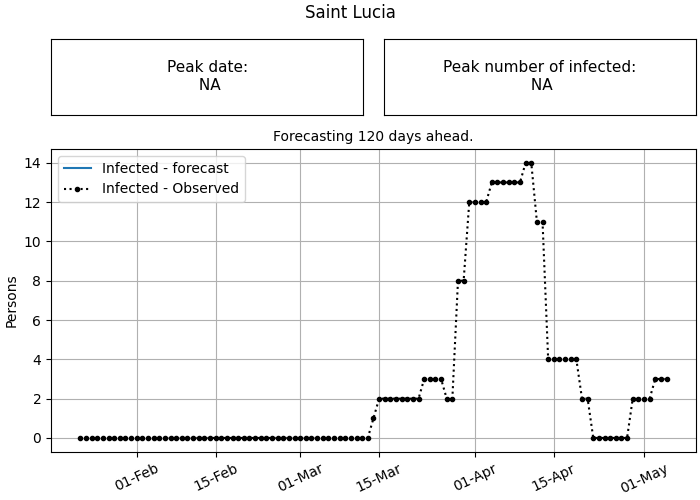 Saint Lucia
Peak date:
NA
Peak number of infected:
NA
Forecasting 120 days ahead.
Infected - forecast
Infected - Observed
Persons
14
12
10
8
6
4
2
0
01-Feb
15-Feb
01-Mar
15-Mar
01-Apr
15-Apr
01-May